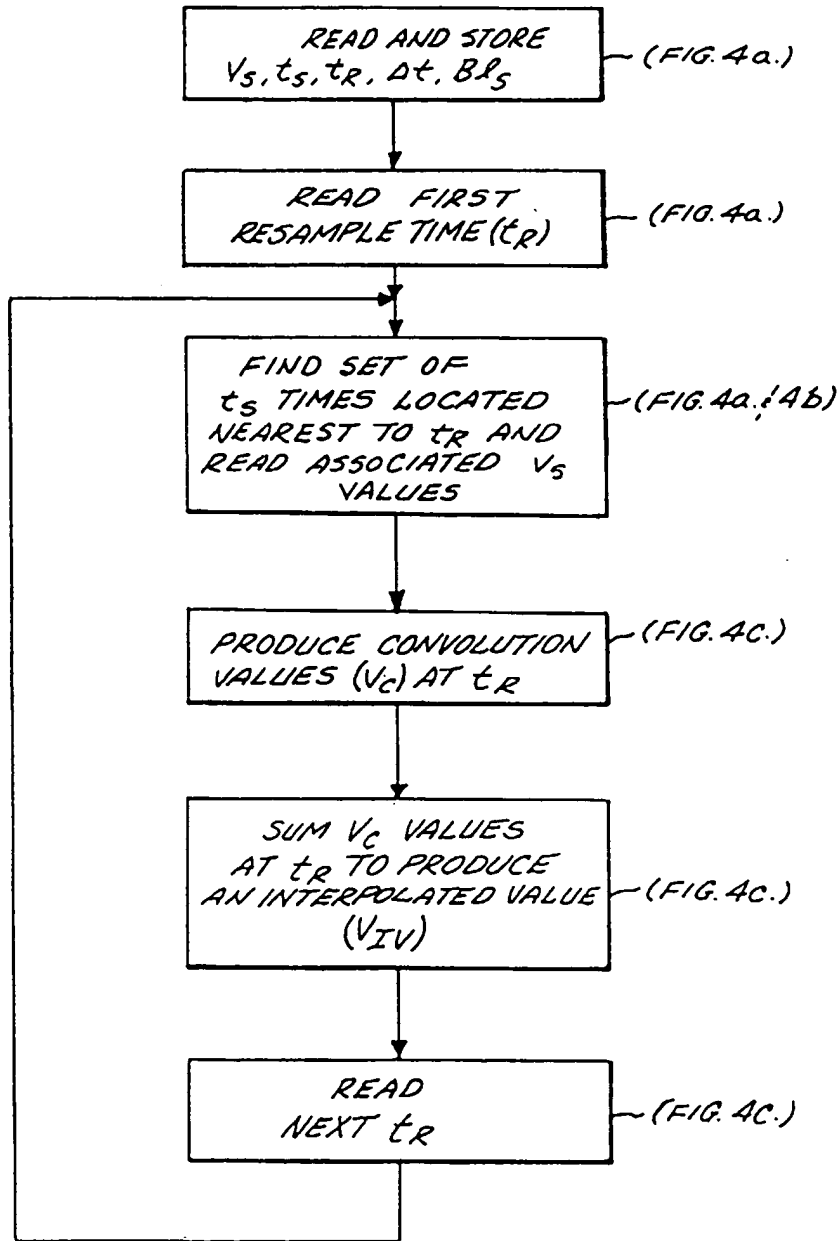 READ AND STORE
VS, tS, tR, Δt, BlS
(FIG. 4a.)
READ FIRST
RESAMPLE TIME (tR)
(FIG. 4a.)
FIND SET OF
tS TIMES LOCATED
NEAREST TO tR AND
READ ASSOCIATED VS
VALUES
(FIG. 4a. & 4b)
PRODUCE CONVOLUTION
VALUES (VC) AT tR
(FIG. 4C.)
SUM VC VALUES
AT tR TO PRODUCE
AN INTERPOLATED VALUE
(VIV)
(FIG. 4C.)
READ
NEXT tR
(FIG. 4C.)